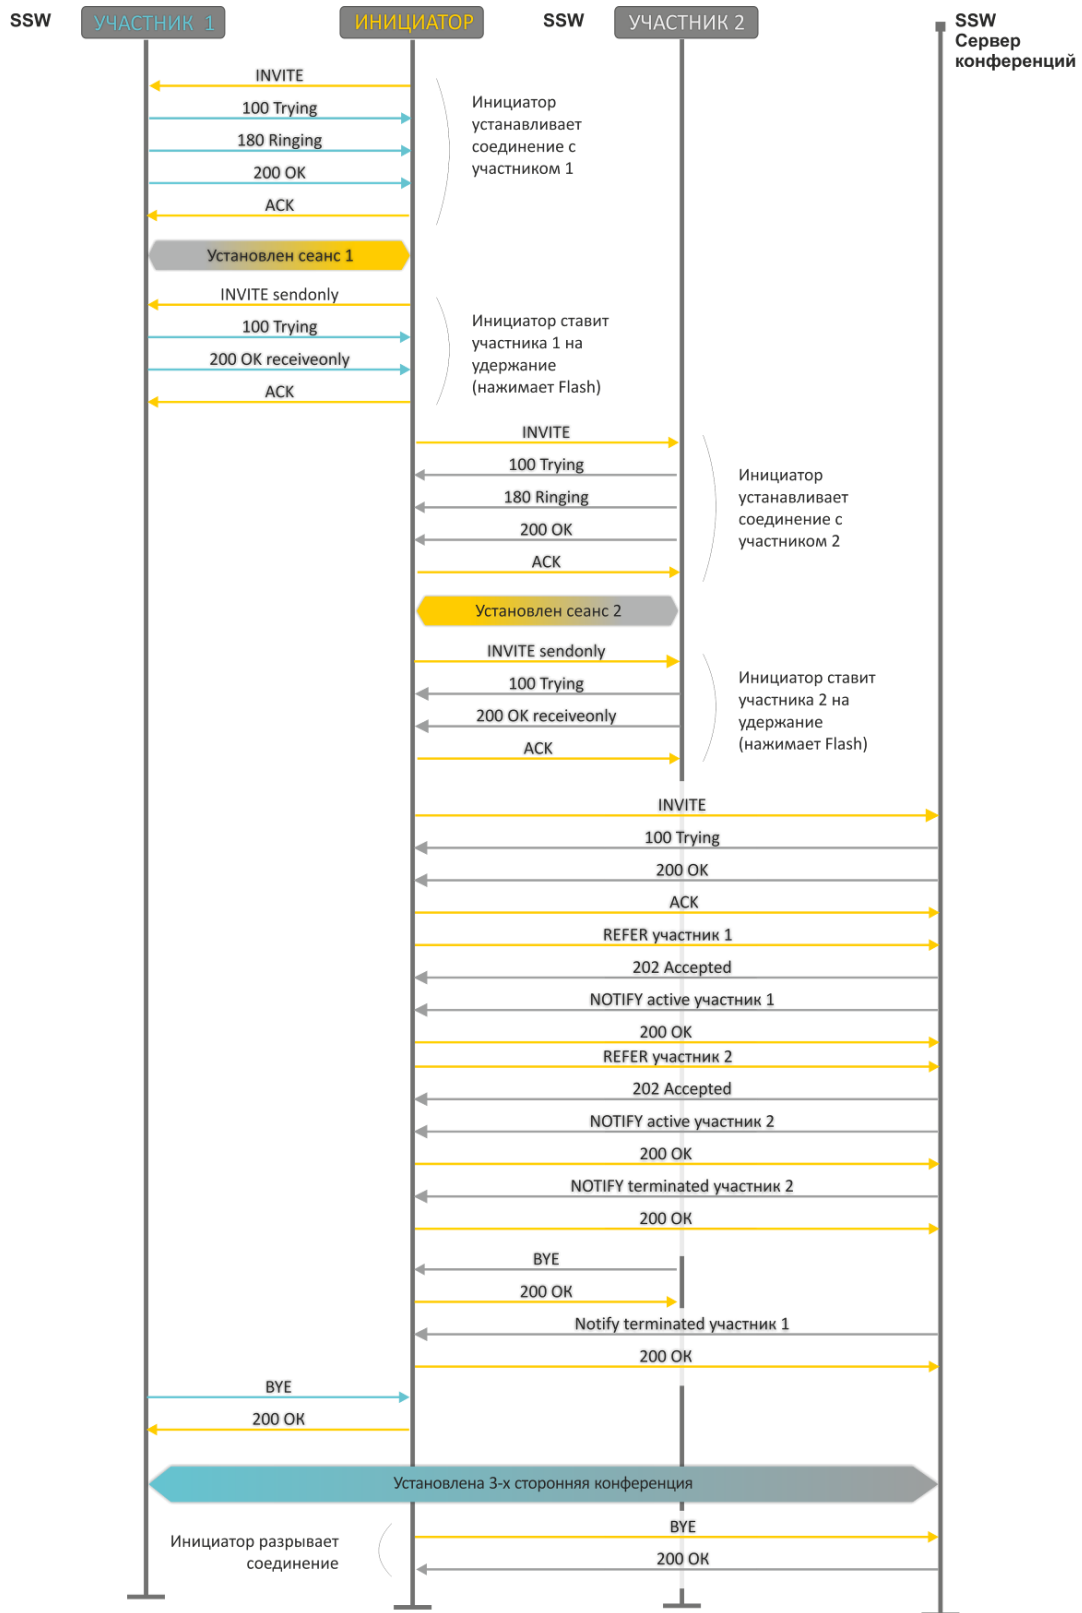 SSW
УЧАСТНИК 1
ИНИЦИАТОР
SSW
УЧАСТНИК 2
SSW
Сервер
конференций
INVITE
100 Trying
180 Ringing
200 OK
ACK
Инициатор
устанавливает
соединение с
участником 1
Установлен сеанс 1
INVITE sendonly
100 Trying
200 OK receiveonly
ACK
Инициатор ставит
участника 1 на
удержание
(нажимает Flash)
INVITE
100 Trying
180 Ringing
200 OK
ACK
Инициатор
устанавливает
соединение с
участником 2
Установлен сеанс 2
INVITE sendonly
100 Trying
200 OK receiveonly
ACK
Инициатор ставит
участника 2 на
удержание
(нажимает Flash)
INVITE
100 Trying
200 OK
ACK
REFER участник 1
202 Accepted
NOTIFY active участник 1
200 OK
REFER участник 2
202 Accepted
NOTIFY active участник 2
200 OK
NOTIFY terminated участник 2
200 OK
BYE
200 OK
Notify terminated участник 1
200 OK
BYE
200 OK
Установлена 3-х сторонняя конференция
BYE
200 OK
Инициатор разрывает
соединение